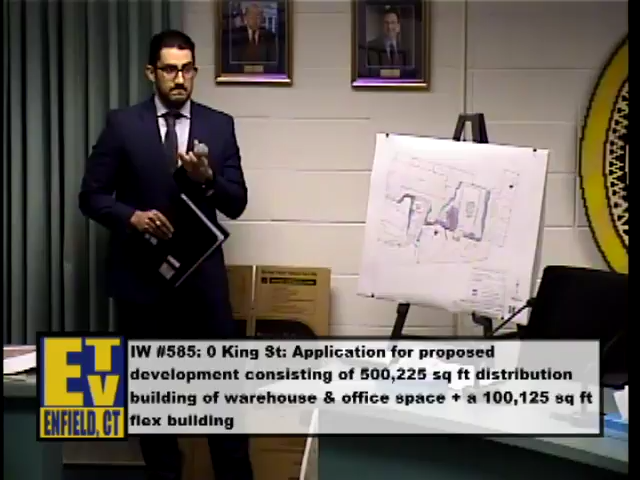 ETV
ENFIELD, CT
IW #585: 0 King St: Application for proposed
development consisting of 500,225 sq ft distribution
building of warehouse & office space + a 100,125 sq ft
flex building